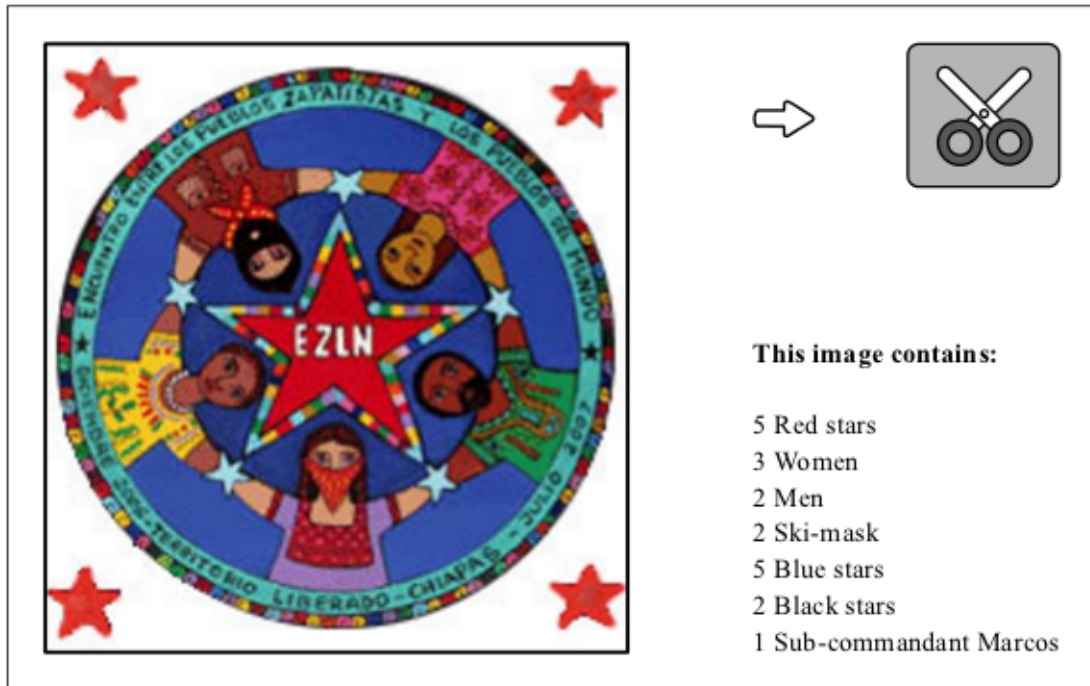 ENCUENTRO ENTRE LOS PUEBLOS ZAPATISTAS Y LOS PUEBLOS DEL MUNDO
DICIEMBRE 2006-TERRITORIO LIBERADO-CHIAPAS - JULIO 2007
EZLN
This image contains:
5 Red stars
3 Women
2 Men
2 Ski-mask
5 Blue stars
2 Black stars
1 Sub-commandant Marcos